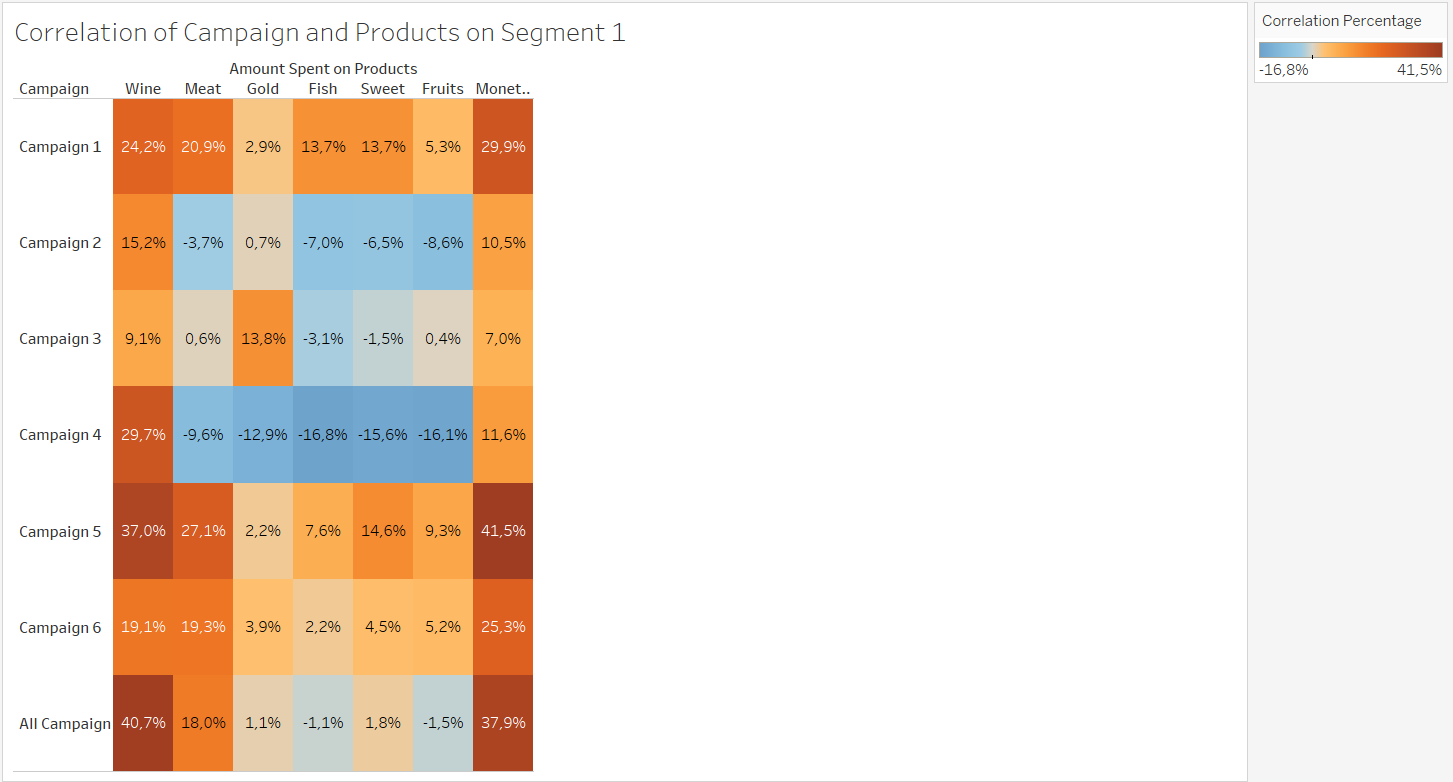 Correlation of Campaign and Products on Segment 1
Correlation Percentage
-16,8% 41,5%
Amount Spent on Products
Campaign Wine Meat Gold Fish Sweet Fruits Monet..
Campaign 1 24,2% 20,9% 2,9% 13,7% 13,7% 5,3% 29,9%
Campaign 2 15,2% -3,7% 0,7% -7,0% -6,5% -8,6% 10,5%
Campaign 3 9,1% 0,6% 13,8% -3,1% -1,5% 0,4% 7,0%
Campaign 4 29,7% -9,6% -12,9% -16,8% -15,6% -16,1% 11,6%
Campaign 5 37,0% 27,1% 2,2% 7,6% 14,6% 9,3% 41,5%
Campaign 6 19,1% 19,3% 3,9% 2,2% 4,5% 5,2% 25,3%
All Campaign 40,7% 18,0% 1,1% -1,1% 1,8% -1,5% 37,9%